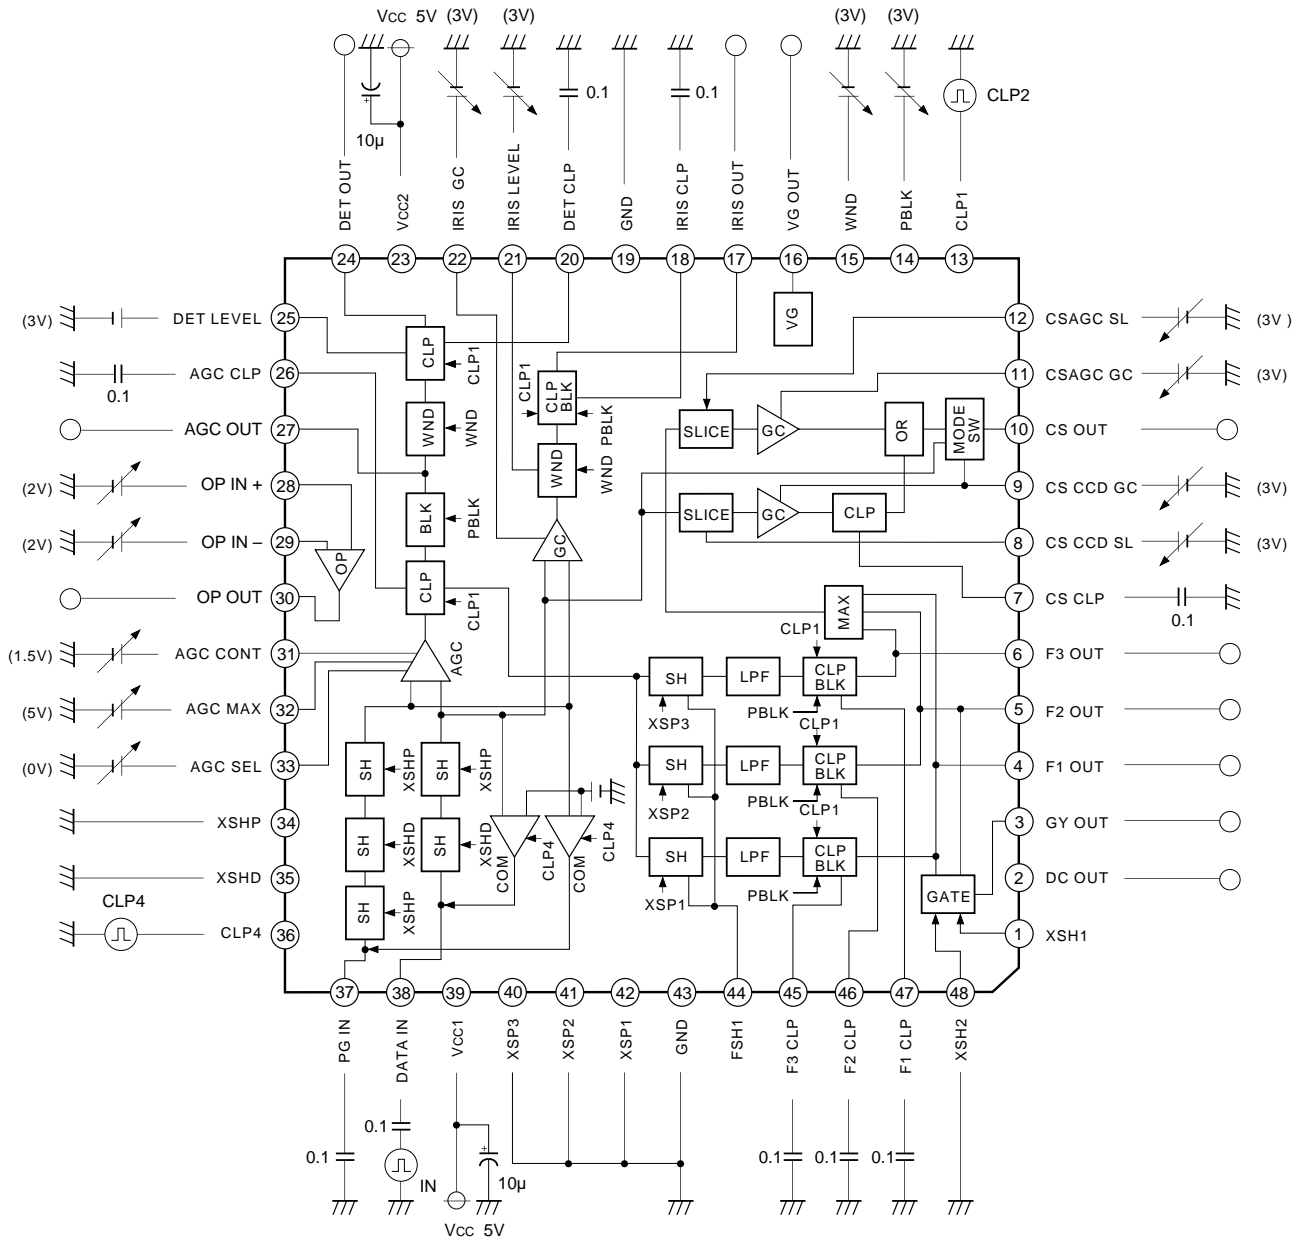 Vcc 5V (3V) (3V) (3V) (3V)
0.1 0.1 CLP2
10µ
DET OUT
Vcc2
IRIS GC
IRIS LEVEL
DET CLP
GND
IRIS CLP
IRIS OUT
VG OUT
WND
PBLK
CLP1
24 23 22 21 20 19 18 17 16 15 14 13
(3V) DET LEVEL 25
0.1 AGC CLP 26
AGC OUT 27
(2V) OP IN + 28
(2V) OP IN – 29
OP OUT 30
(1.5V) AGC CONT 31
(5V) AGC MAX 32
(0V) AGC SEL 33
XSHP 34
XSHD 35
CLP4
CLP4 36
12 CSAGC SL (3V )
11 CSAGC GC (3V)
10 CS OUT
9 CS CCD GC (3V)
8 CS CCD SL (3V)
7 CS CLP 0.1
6 F3 OUT
5 F2 OUT
4 F1 OUT
3 GY OUT
2 DC OUT
1 XSH1
VG
CLP CLP1
WND WND
BLK PBLK
CLP CLP1
AGC
OP
CLP1 CLP BLK PBLK
WND WND
GC
SLICE GC OR MODE SW
SLICE GC CLP
MAX
CLP1
SH LPF CLP BLK
XSP3 PBLK
CLP1
SH LPF CLP BLK
XSP2 PBLK
CLP1
SH LPF CLP BLK
XSP1 PBLK
GATE
SH XSHP SH XSHP
SH XSHD SH XSHD
SH XSHP
COM CLP4 COM CLP4
37 38 39 40 41 42 43 44 45 46 47 48
PG IN
DATA IN
Vcc1
XSP3
XSP2
XSP1
GND
FSH1
F3 CLP
F2 CLP
F1 CLP
XSH2
0.1 0.1 0.1 0.1 0.1
IN 10µ
Vcc 5V